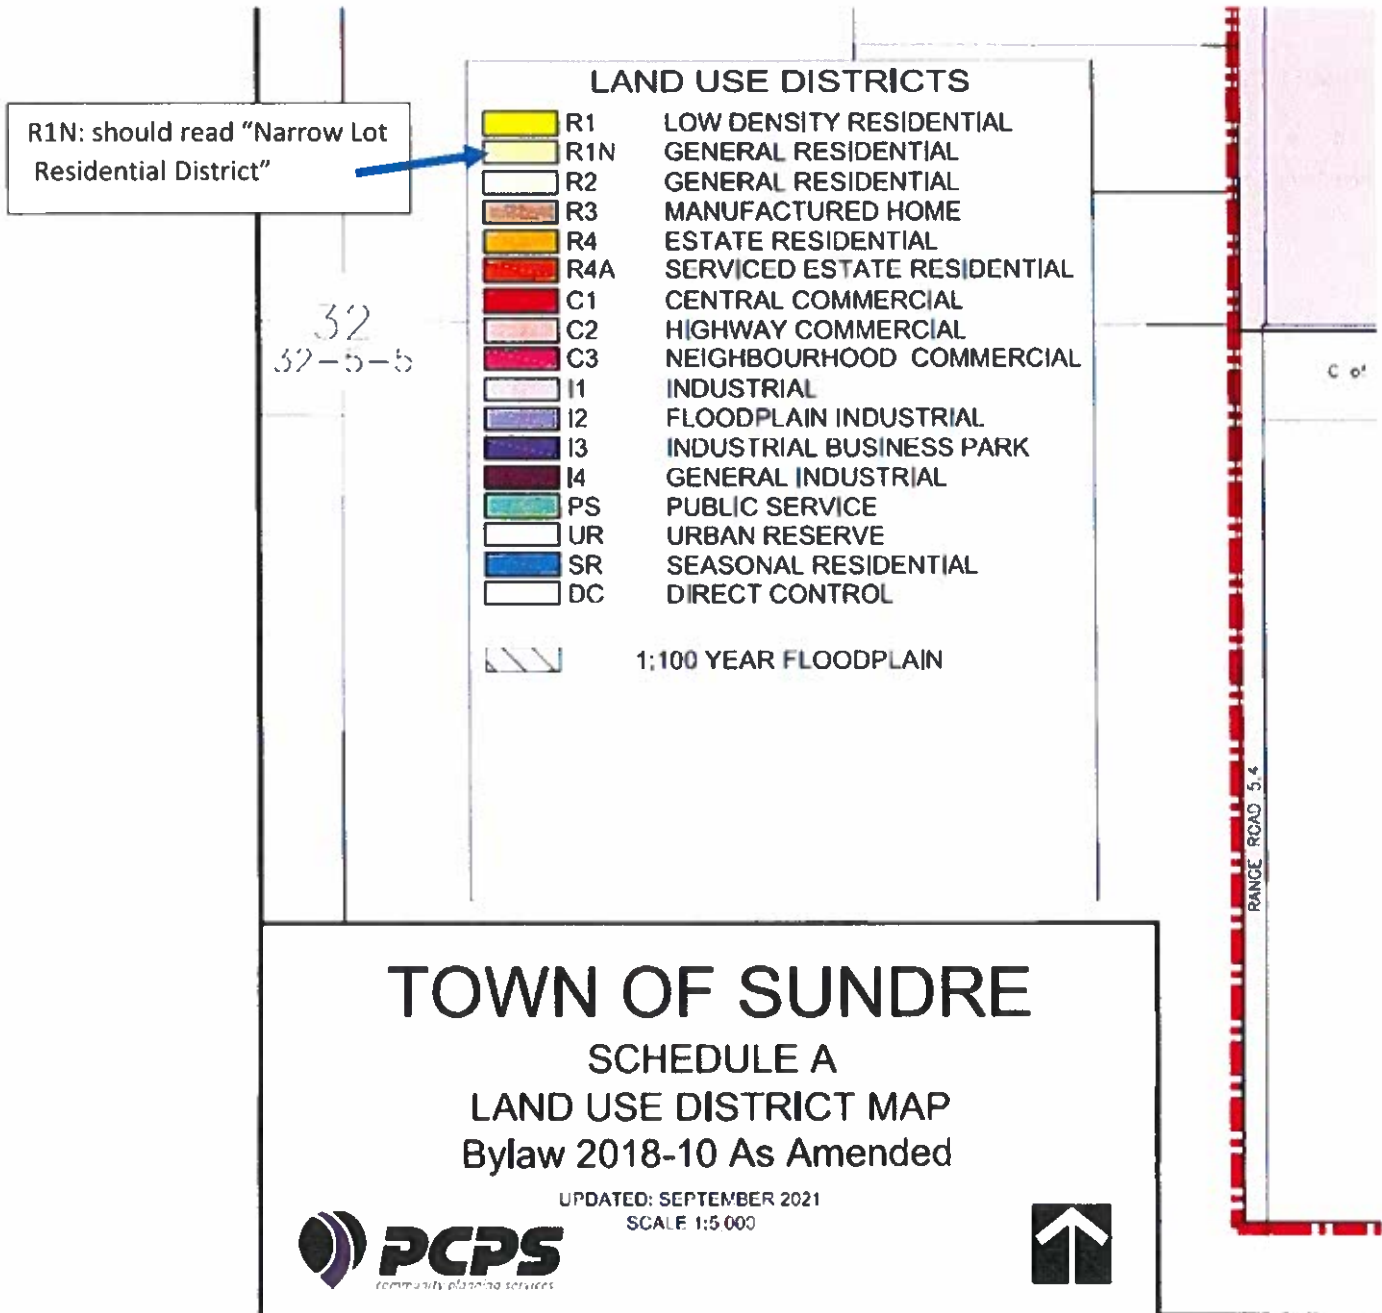 R1N: should read “Narrow Lot
Residential District”
LAND USE DISTRICTS
R1 LOW DENSITY RESIDENTIAL
R1N GENERAL RESIDENTIAL
R2 GENERAL RESIDENTIAL
R3 MANUFACTURED HOME
R4 ESTATE RESIDENTIAL
R4A SERVICED ESTATE RESIDENTIAL
C1 CENTRAL COMMERCIAL
C2 HIGHWAY COMMERCIAL
C3 NEIGHBOURHOOD COMMERCIAL
I1 INDUSTRIAL
I2 FLOODPLAIN INDUSTRIAL
I3 INDUSTRIAL BUSINESS PARK
I4 GENERAL INDUSTRIAL
PS PUBLIC SERVICE
UR URBAN RESERVE
SR SEASONAL RESIDENTIAL
DC DIRECT CONTROL
1:100 YEAR FLOODPLAIN
32
32-5-5
C of
RANGE ROAD 5.4
TOWN OF SUNDRE
SCHEDULE A
LAND USE DISTRICT MAP
Bylaw 2018-10 As Amended
UPDATED: SEPTEMBER 2021
SCALE 1:5 000
PCPS
community planning services